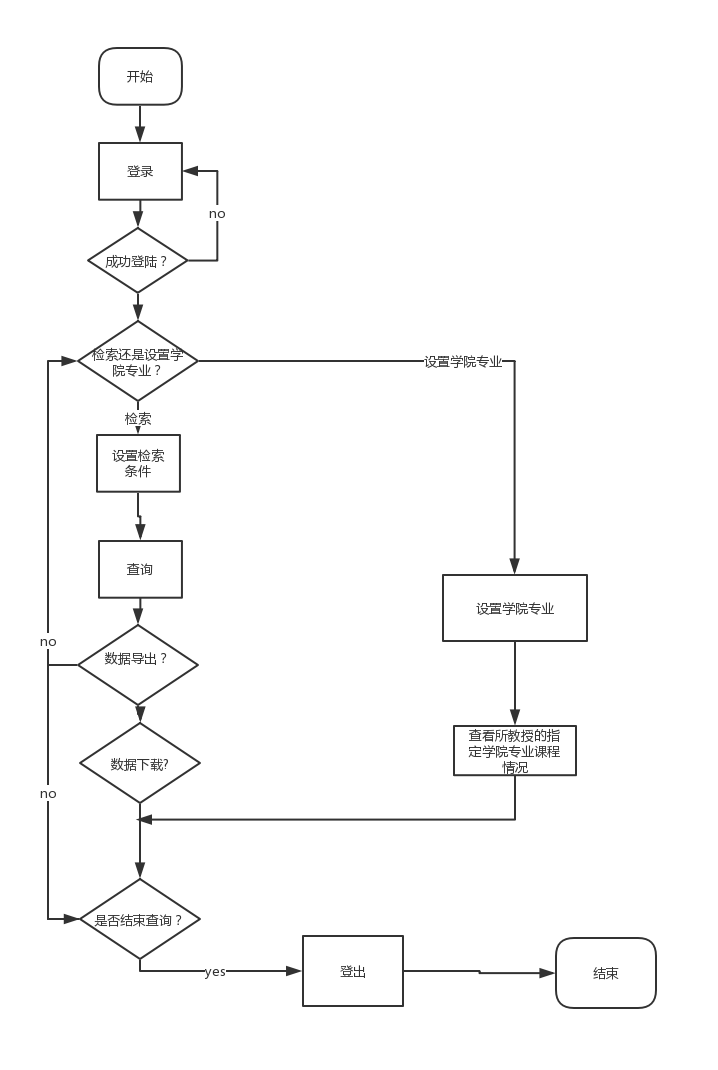 开始
登录
no
成功登陆？
检索还是设置学
院专业？
设置学院专业
检索
设置检索
条件
查询
设置学院专业
no
数据导出？
查看所教授的指
定学院专业课程
情况
数据下载?
no
是否结束查询？
yes
登出
结束